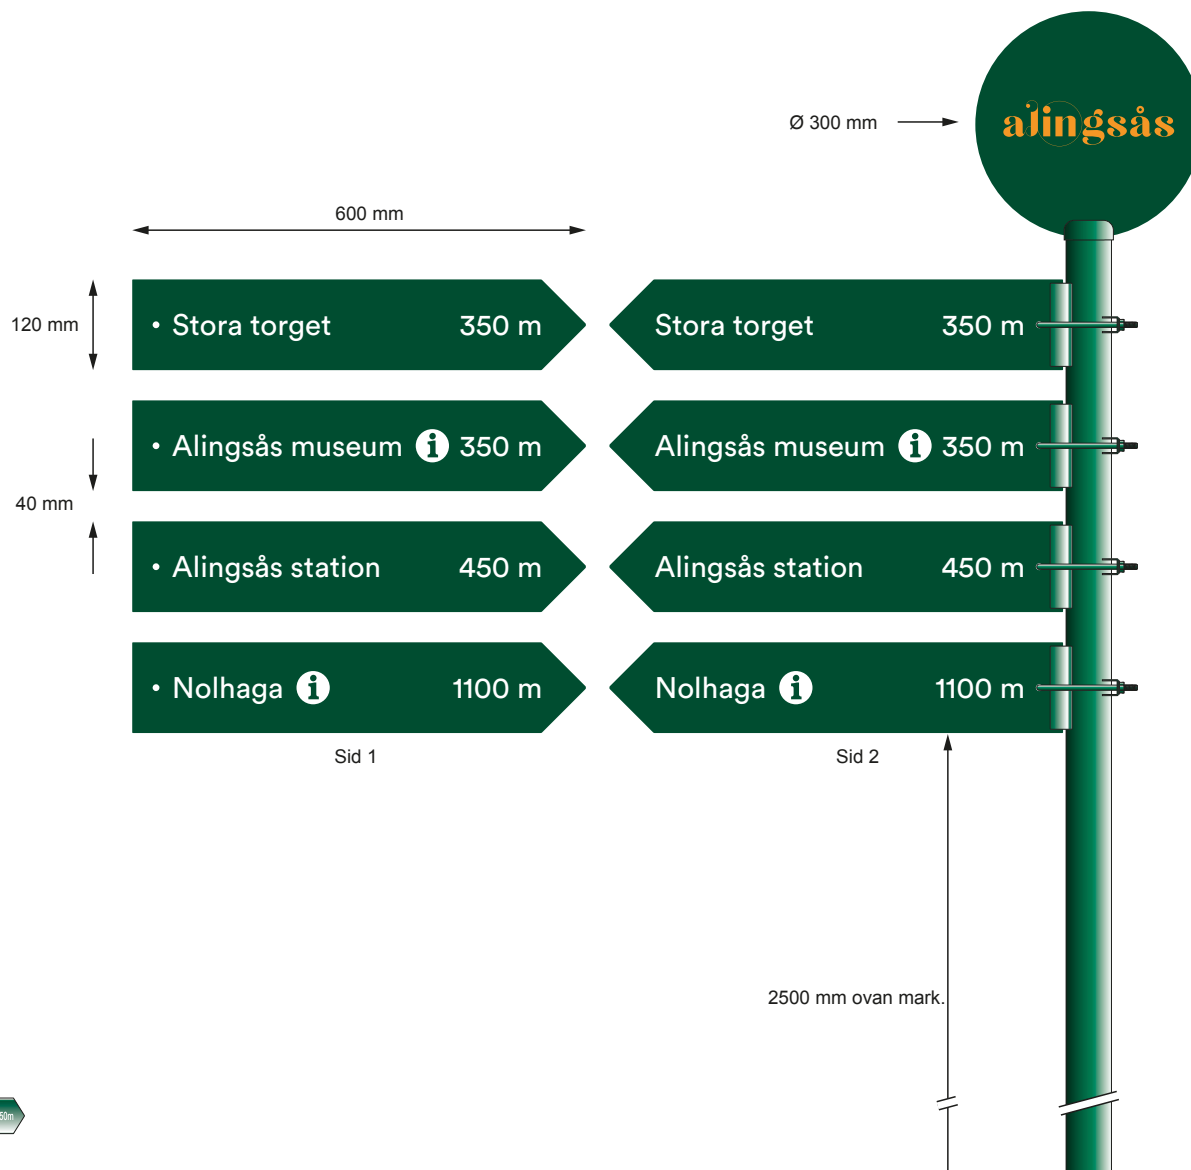 alingsås
Ø 300 mm
600 mm
120 mm
• Stora torget 350 m
Stora torget 350 m
• Alingsås museum i 350 m
Alingsås museum i 350 m
40 mm
• Alingsås station 450 m
Alingsås station 450 m
• Nolhaga i 1100 m
Nolhaga i 1100 m
Sid 1
Sid 2
2500 mm ovan mark.
50m